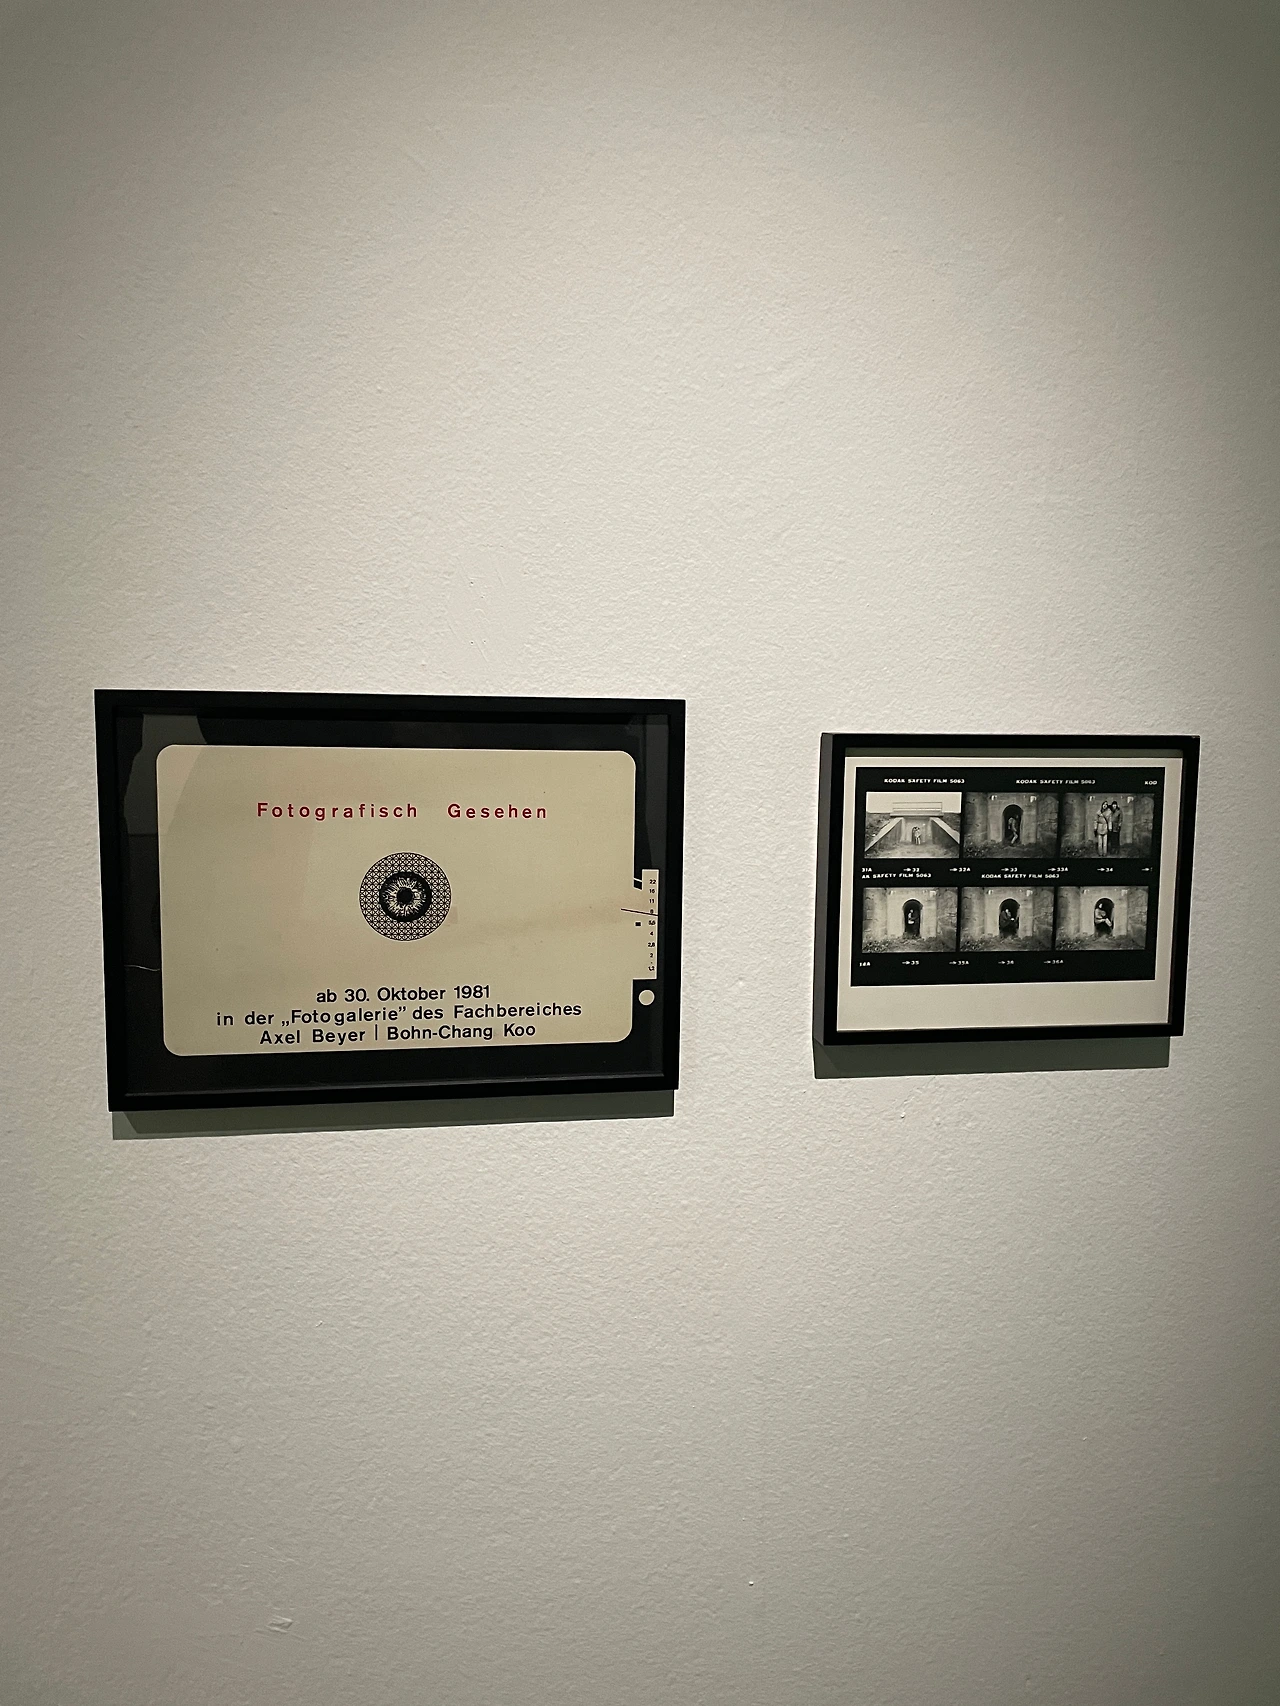 Fotografisch Gesehen
22
16
11
8
5,6
4
2,8
2
1,2
ab 30. Oktober 1981
in der „Fotogalerie” des Fachbereiches
Axel Beyer | Bohn-Chang Koo
KODAK SAFETY FILM 5063 KODAK SAFETY FILM 5063 KOD
31A →32 →32A →33 →33A →34
AK SAFETY FILM 5063 KODAK SAFETY FILM 5063
→35 →35A →36 →36A